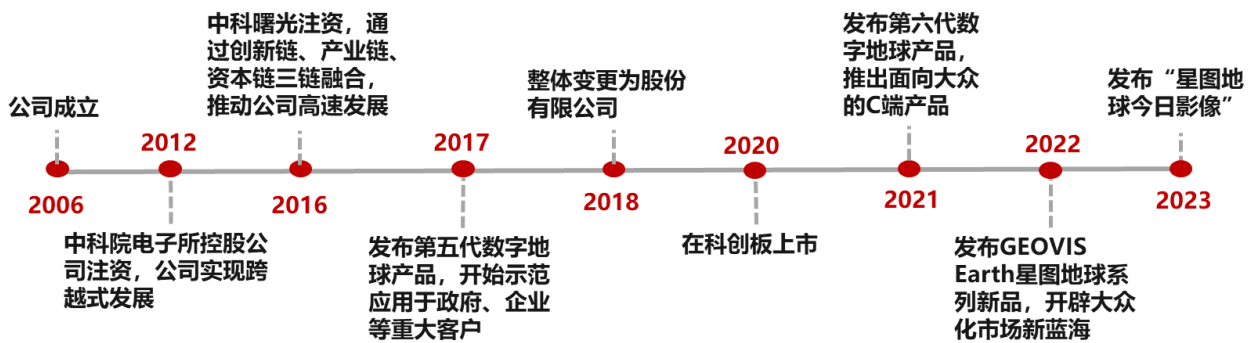 公司成立
2006
2012
中科院电子所控股公
司注资，公司实现跨
越式发展
中科曙光注资，通
过创新链、产业链、
资本链三链融合，
推动公司高速发展
2016
2017
发布第五代数字地
球产品，开始示范
应用于政府、企业
等重大客户
整体变更为股份
有限公司
2018
2020
在科创板上市
发布第六代数
字地球产品，
推出面向大众
的C端产品
2021
2022
发布GEOVIS
Earth星图地球系
列新品，开辟大众
化市场新蓝海
发布“星图地
球今日影像”
2023